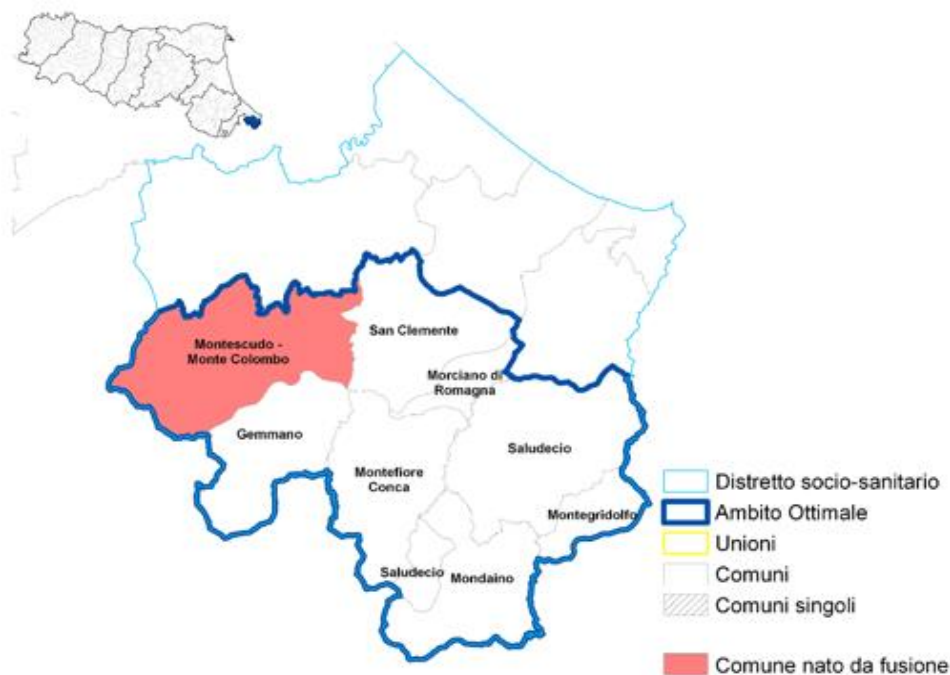 San Clemente
Montescudo -
Monte Colombo
Morciano di
Romagna
Gemmano
Saludecio
Montefiore
Conca
Montegridolfo
Saludecio
Mondaino
Distretto socio-sanitario
Ambito Ottimale
Unioni
Comuni
Comuni singoli
Comune nato da fusione